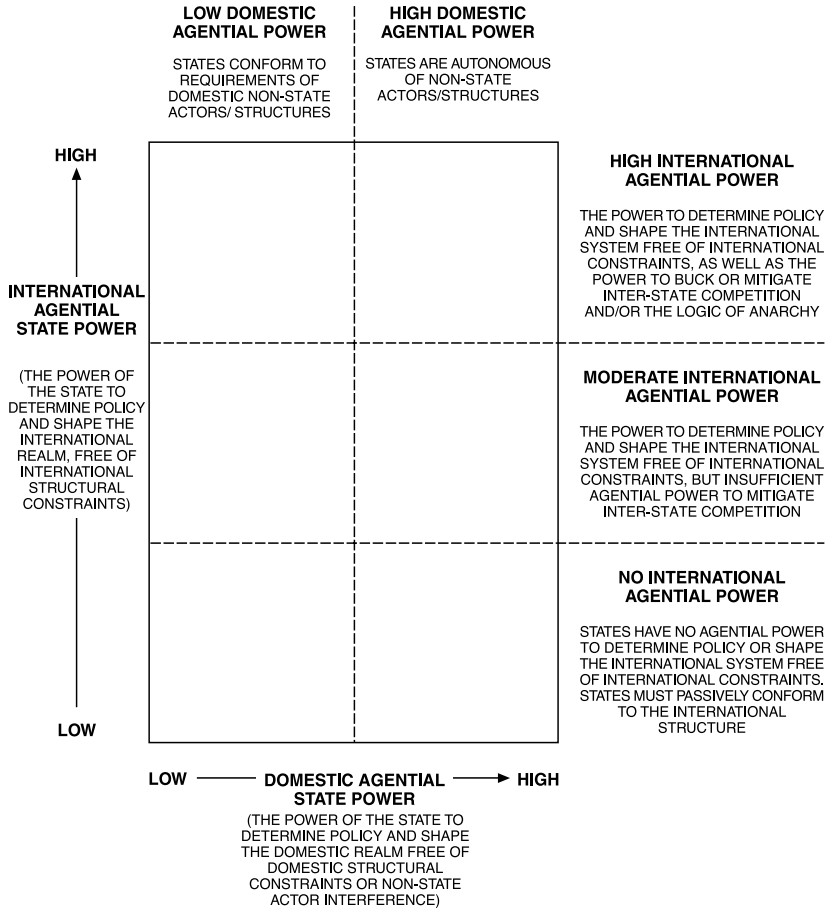 LOW DOMESTIC
AGENTIAL POWER
STATES CONFORM TO
REQUIREMENTS OF
DOMESTIC NON-STATE
ACTORS/ STRUCTURES
HIGH DOMESTIC
AGENTIAL POWER
STATES ARE AUTONOMOUS
OF NON-STATE
ACTORS/STRUCTURES
HIGH
INTERNATIONAL
AGENTIAL
STATE POWER
(THE POWER OF
THE STATE TO
DETERMINE POLICY
AND SHAPE THE
INTERNATIONAL
REALM, FREE OF
INTERNATIONAL
STRUCTURAL
CONSTRAINTS)
LOW
HIGH INTERNATIONAL
AGENTIAL POWER
THE POWER TO DETERMINE POLICY
AND SHAPE THE INTERNATIONAL
SYSTEM FREE OF INTERNATIONAL
CONSTRAINTS, AS WELL AS THE
POWER TO BUCK OR MITIGATE
INTER-STATE COMPETITION
AND/OR THE LOGIC OF ANARCHY
MODERATE INTERNATIONAL
AGENTIAL POWER
THE POWER TO DETERMINE POLICY
AND SHAPE THE INTERNATIONAL
SYSTEM FREE OF INTERNATIONAL
CONSTRAINTS, BUT INSUFFICIENT
AGENTIAL POWER TO MITIGATE
INTER-STATE COMPETITION
NO INTERNATIONAL
AGENTIAL POWER
STATES HAVE NO AGENTIAL POWER
TO DETERMINE POLICY OR SHAPE
THE INTERNATIONAL SYSTEM FREE
OF INTERNATIONAL CONSTRAINTS.
STATES MUST PASSIVELY CONFORM
TO THE INTERNATIONAL
STRUCTURE
LOW DOMESTIC AGENTIAL HIGH
STATE POWER
(THE POWER OF THE STATE TO
DETERMINE POLICY AND SHAPE
THE DOMESTIC REALM FREE OF
DOMESTIC STRUCTURAL
CONSTRAINTS OR NON-STATE
ACTOR INTERFERENCE)